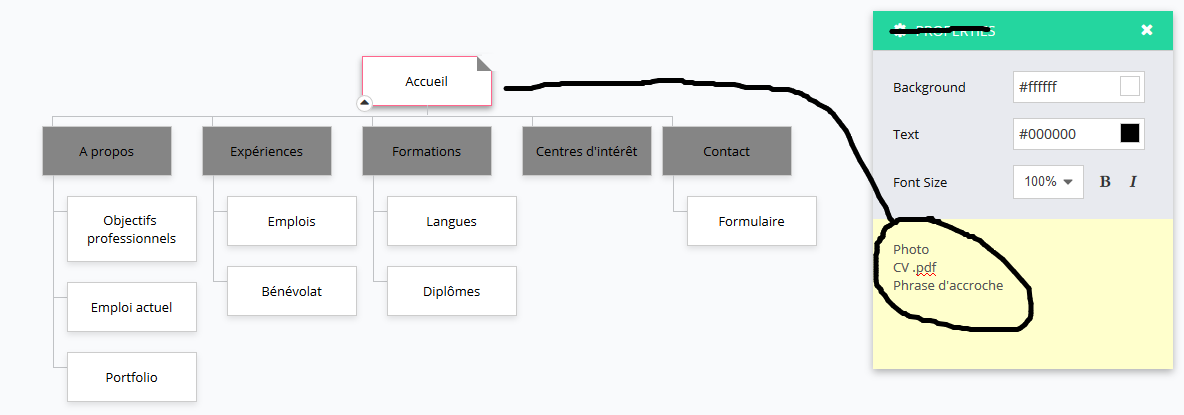 PROPERTIES
Accueil
Background
#ffffff
A propos
Expériences
Formations
Centres d'intérêt
Contact
Text
#000000
Font Size
100%
B
I
Objectifs
professionnels
Emplois
Langues
Formulaire
Photo
CV .pdf
Phrase d'accroche
Emploi actuel
Bénévolat
Diplômes
Portfolio